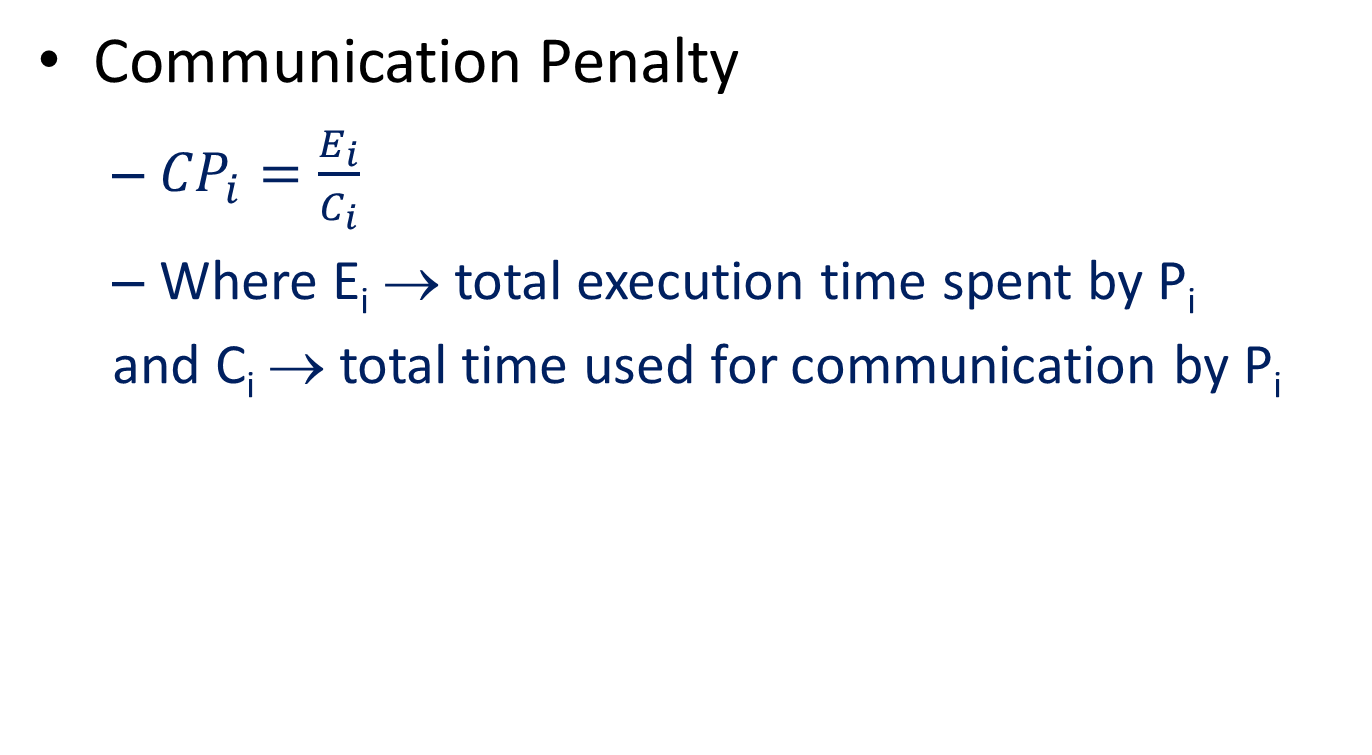 • Communication Penalty
– CPᵢ = Eᵢ/Cᵢ
– Where Eᵢ → total execution time spent by Pᵢ
and Cᵢ → total time used for communication by Pᵢ